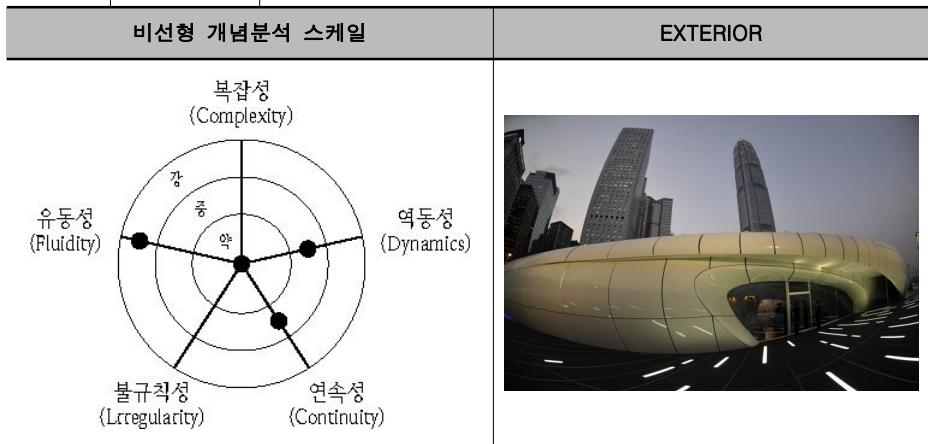 비선형 개념분석 스케일
EXTERIOR
복잡성
(Complexity)
강
중
약
유동성
(Fluidity)
역동성
(Dynamics)
불규칙성
(Lrregularity)
연속성
(Continuity)